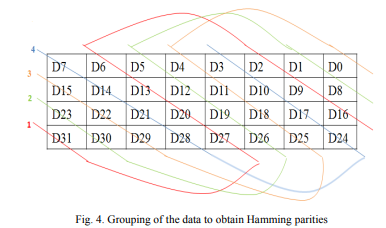 4
D7 D6 D5 D4 D3 D2 D1 D0
3
D15 D14 D13 D12 D11 D10 D9 D8
2
D23 D22 D21 D20 D19 D18 D17 D16
1
D31 D30 D29 D28 D27 D26 D25 D24
Fig. 4. Grouping of the data to obtain Hamming parities